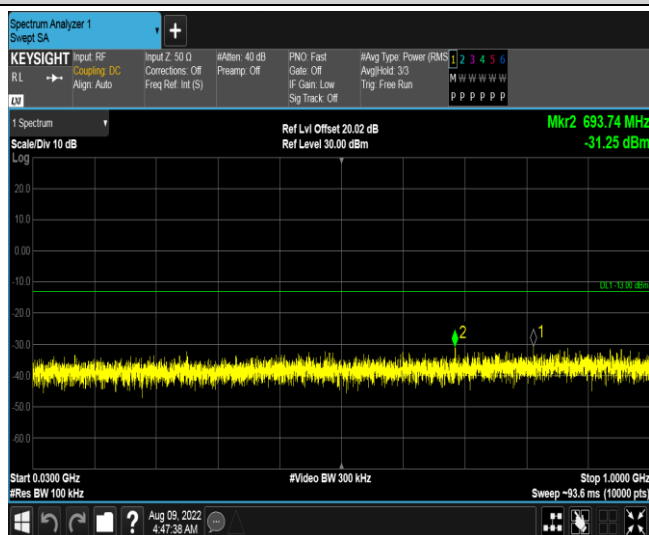 Spectrum Analyzer 1
Swept SA
KEYSIGHT
RL
LXI
Input: RF
Coupling: DC
Align: Auto
Input Z: 50 Ω
Corrections: Off
Freq Ref: Int (S)
#Atten: 40 dB
Preamp: Off
PNO: Fast
Gate: Off
IF Gain: Low
Sig Track: Off
#Avg Type: Power (RMS
Avg|Hold: 3/3
Trig: Free Run
1 2 3 4 5 6
M W W W W W
P P P P P P
1 Spectrum
Scale/Div 10 dB
Log
Ref Lvl Offset 20.02 dB
Ref Level 30.00 dBm
Mkr2 693.74 MHz
-31.25 dBm
20.0
10.0
0.00
-10.0
DL1 -13.00 dBm
-20.0
-30.0
2
1
-40.0
-50.0
-60.0
Start 0.0300 GHz
#Res BW 100 kHz
#Video BW 300 kHz
Stop 1.0000 GHz
Sweep ~93.6 ms (10000 pts)
?
Aug 09, 2022
4:47:38 AM